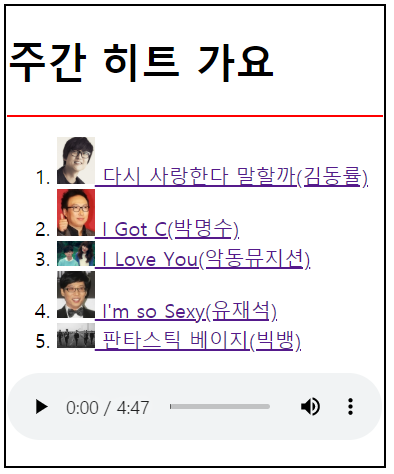 주간 히트 가요
1. 다시 사랑한다 말할까(김동률)
2. I Got C(박명수)
3. I Love You(악동뮤지션)
4. I'm so Sexy(유재석)
5. 판타스틱 베이지(빅뱅)
0:00 / 4:47